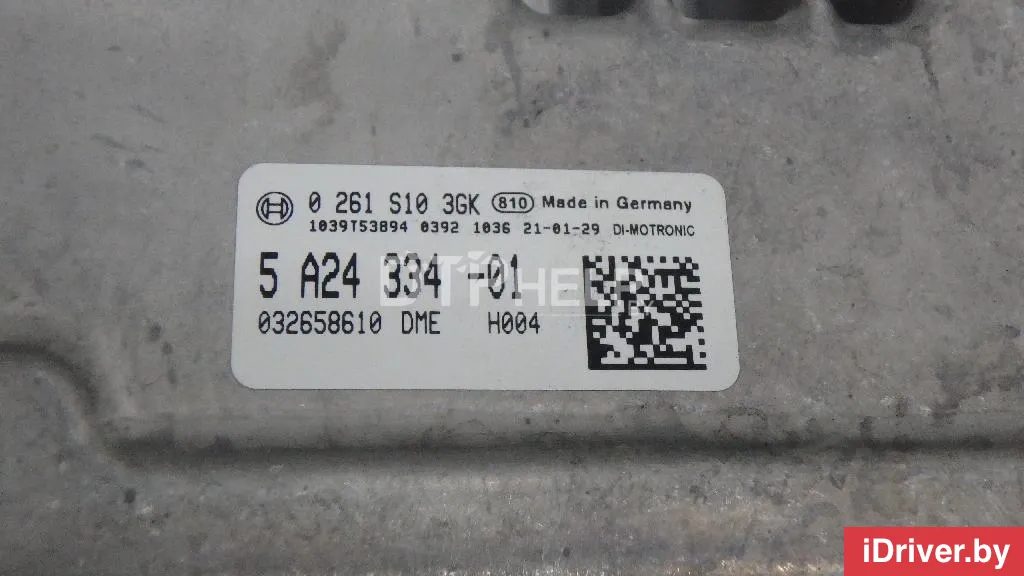 0 261 S10 3GK 810 Made in Germany
1039T53894 0392 1036 21-01-29 DI-MOTRONIC
5 A24 334 -01
032658610 DME H004
iDriver.by